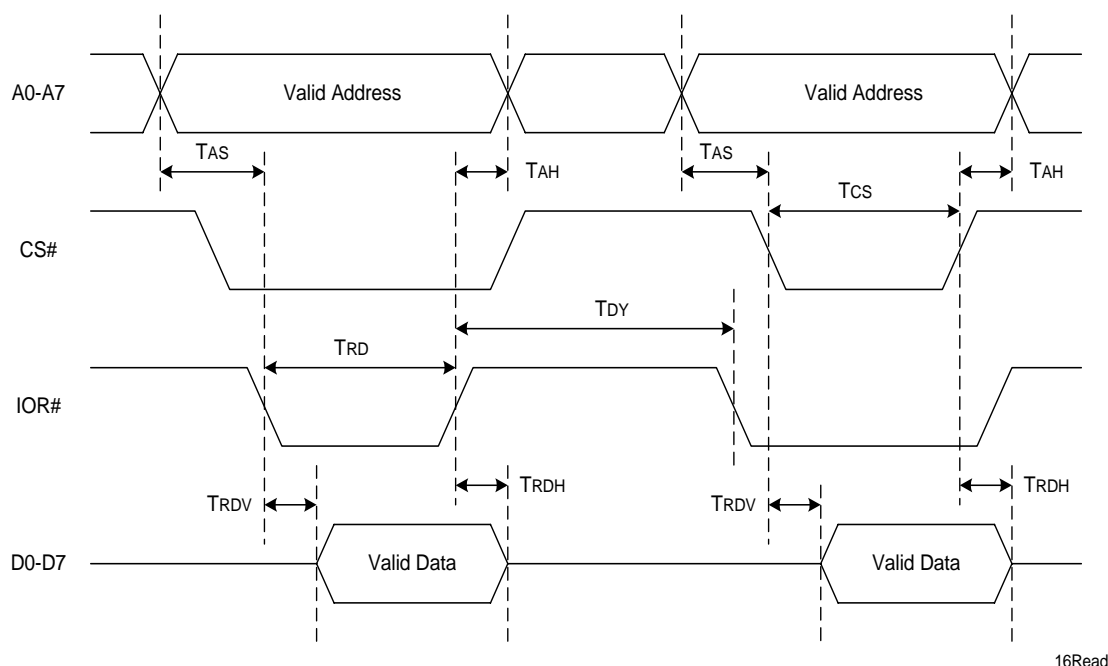 A0-A7
Valid Address
Valid Address
TAS
TAH
TAS
TAH
TCS
CS#
TDY
TRD
IOR#
TRDV
TRDH
TRDV
TRDH
D0-D7
Valid Data
Valid Data
16Read